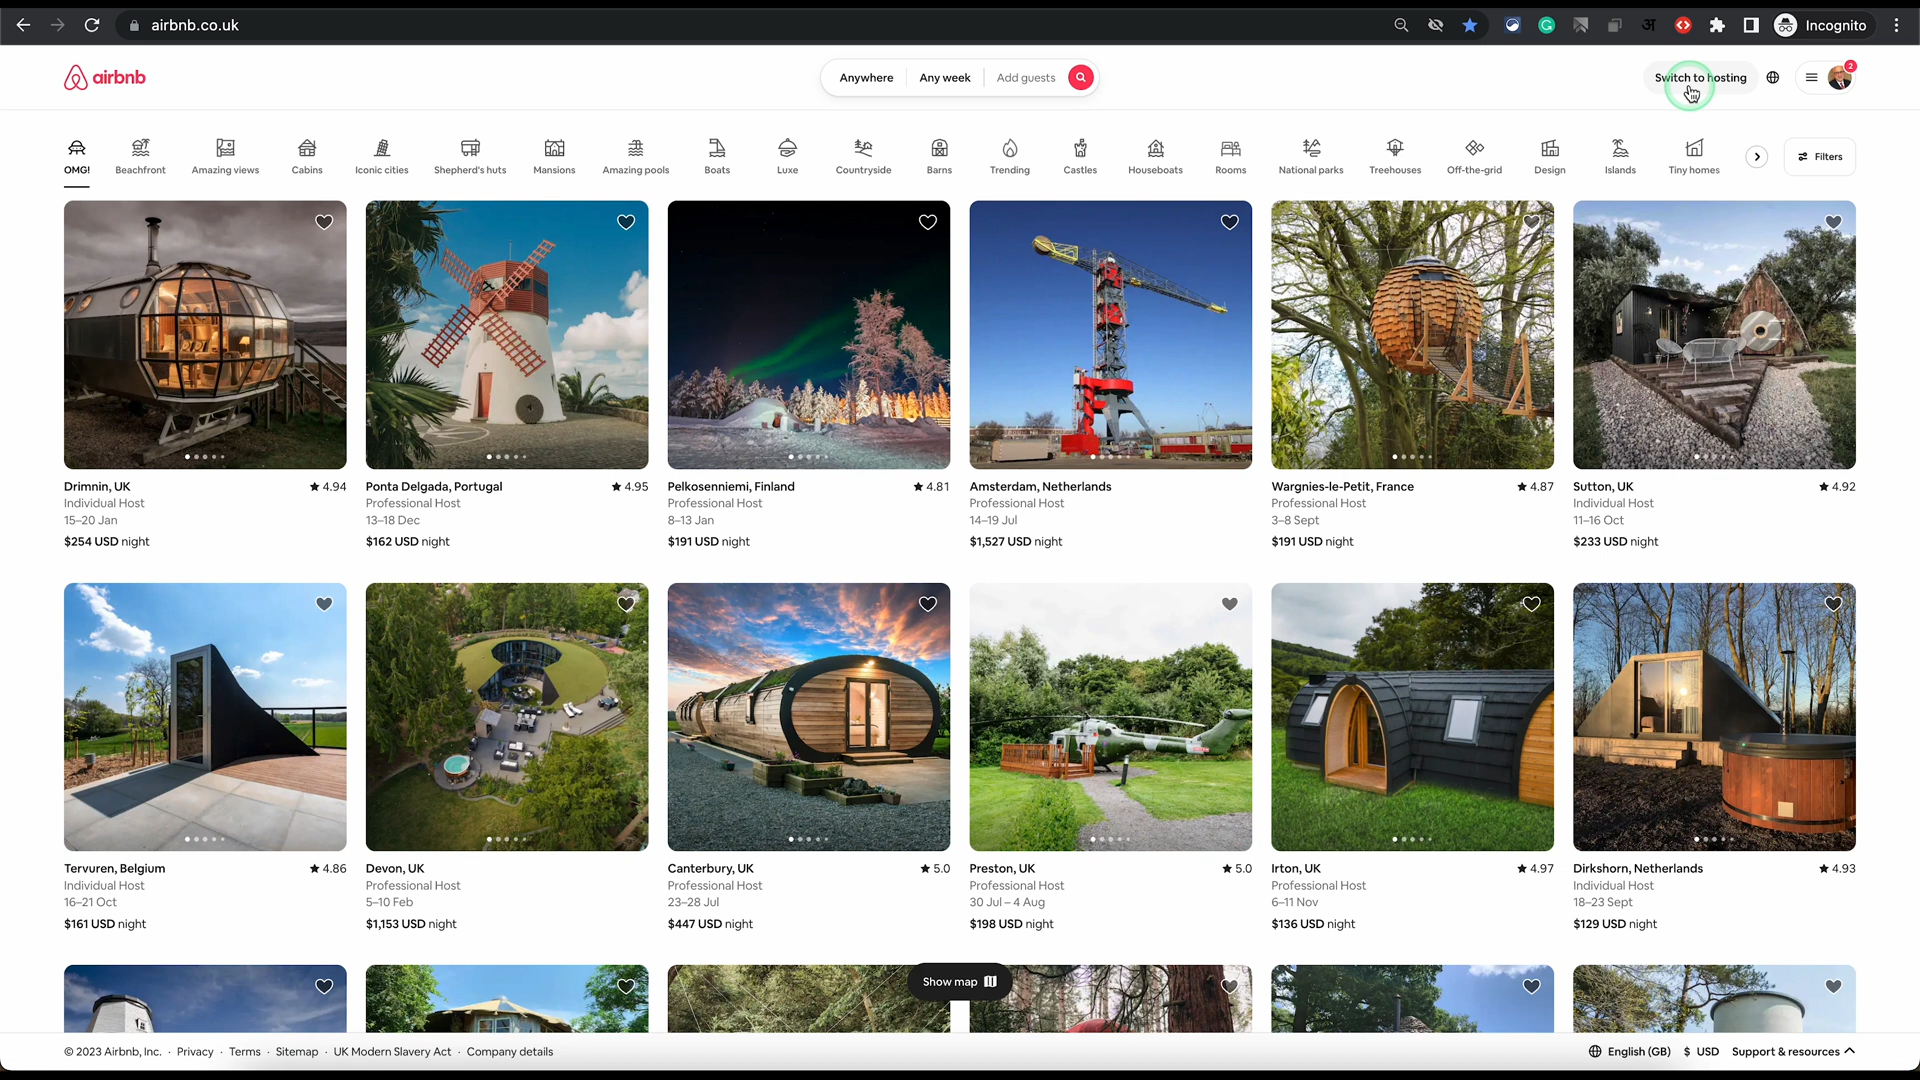 airbnb.co.uk
Incognito
airbnb
Anywhere
Any week
Add guests
Switch to hosting
2
OMG!
Beachfront
Amazing views
Cabins
Iconic cities
Shepherd's huts
Mansions
Amazing pools
Boats
Luxe
Countryside
Barns
Trending
Castles
Houseboats
Rooms
National parks
Treehouses
Off-the-grid
Design
Islands
Tiny homes
Filters
Drimnin, UK ★ 4.94
Individual Host
15–20 Jan
$254 USD night
Ponta Delgada, Portugal ★ 4.95
Professional Host
13–18 Dec
$162 USD night
Pelkosenniemi, Finland ★ 4.81
Professional Host
8–13 Jan
$191 USD night
Amsterdam, Netherlands
Professional Host
14–19 Jul
$1,527 USD night
Wargnies-le-Petit, France ★ 4.87
Professional Host
3–8 Sept
$191 USD night
Sutton, UK ★ 4.92
Individual Host
11–16 Oct
$233 USD night
Tervuren, Belgium ★ 4.86
Individual Host
16–21 Oct
$161 USD night
Devon, UK
Professional Host
5–10 Feb
$1,153 USD night
Canterbury, UK ★ 5.0
Professional Host
23–28 Jul
$447 USD night
Preston, UK ★ 5.0
Professional Host
30 Jul – 4 Aug
$198 USD night
Irton, UK ★ 4.97
Professional Host
6–11 Nov
$136 USD night
Dirkshorn, Netherlands ★ 4.93
Individual Host
18–23 Sept
$129 USD night
Show map
© 2023 Airbnb, Inc. · Privacy · Terms · Sitemap · UK Modern Slavery Act · Company details
English (GB) $ USD Support & resources